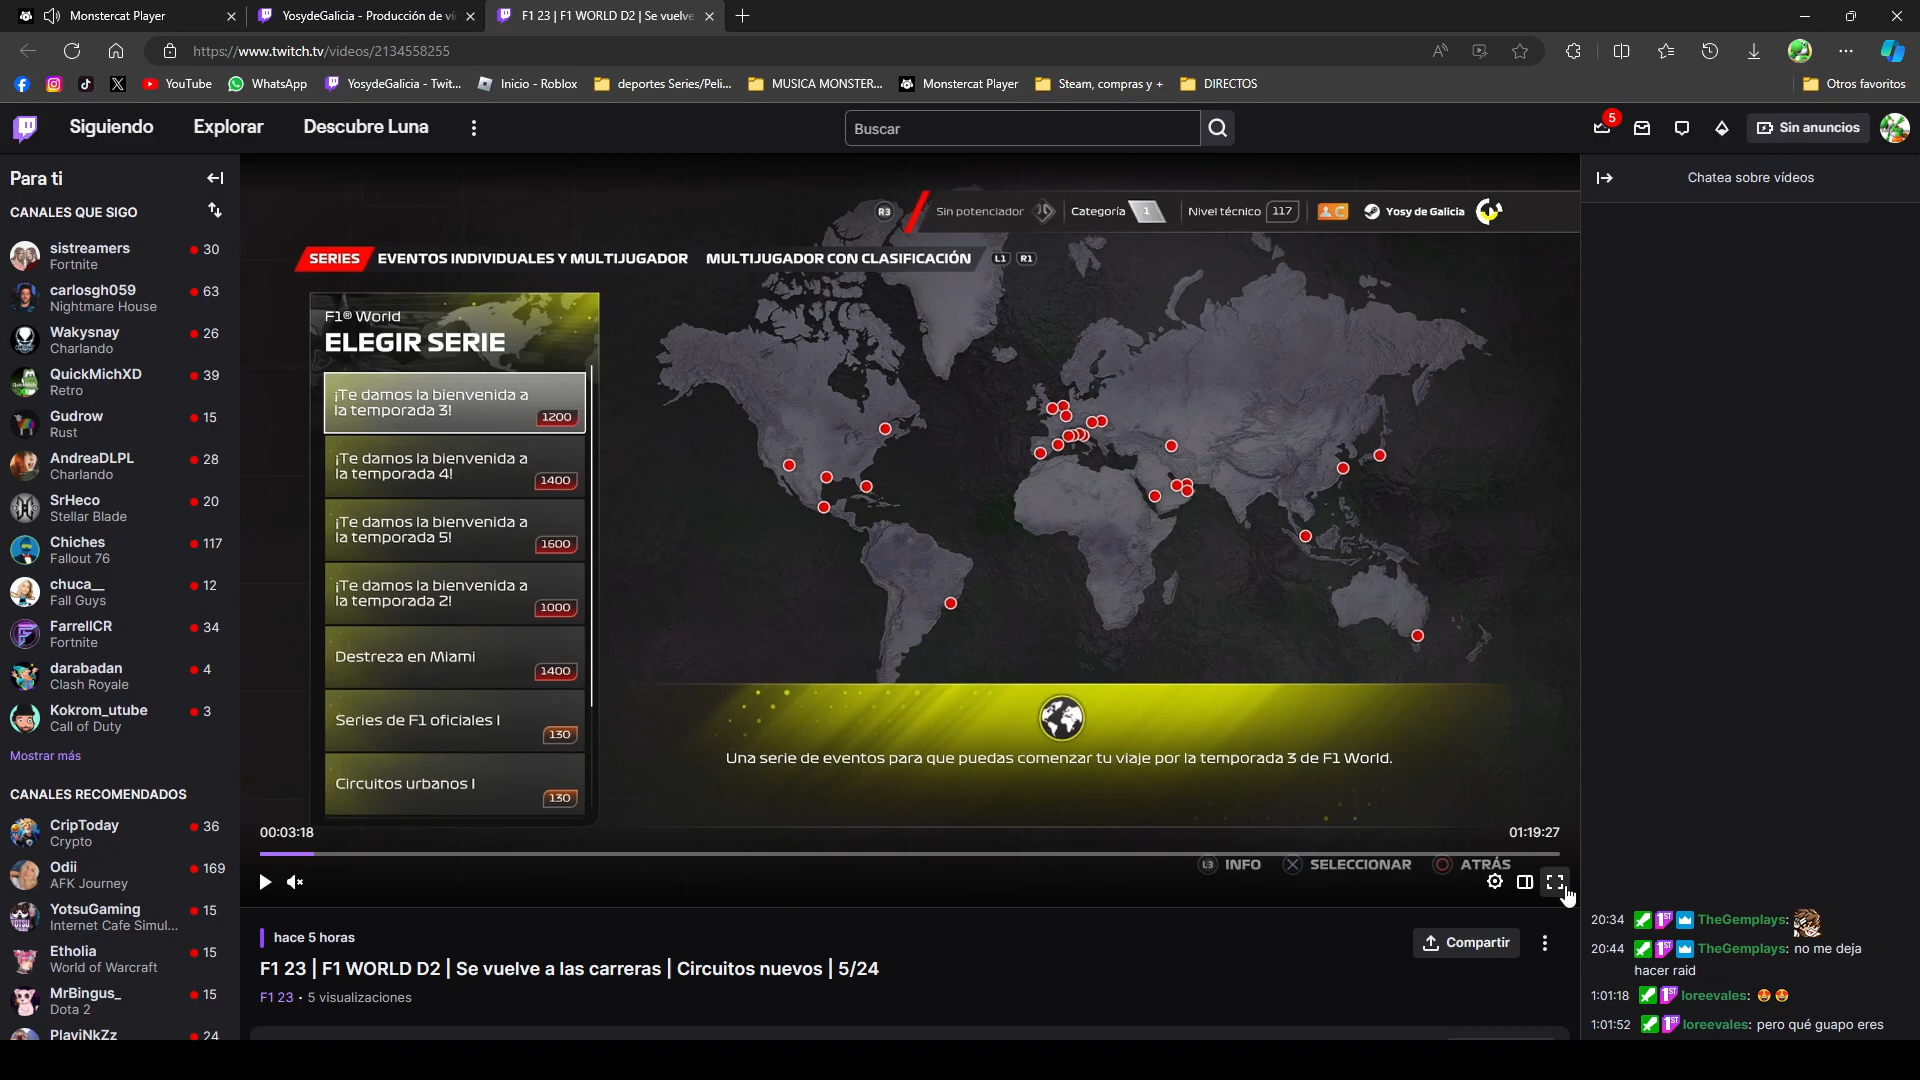 Monstercat Player
YosydeGalicia - Producción de ví
F1 23 | F1 WORLD D2 | Se vuelve
https://www.twitch.tv/videos/2134558255
YouTube
WhatsApp
YosydeGalicia - Twit...
Inicio - Roblox
deportes Series/Peli...
MUSICA MONSTER...
Monstercat Player
Steam, compras y +
DIRECTOS
Otros favoritos
Siguiendo
Explorar
Descubre Luna
Buscar
5
Sin anuncios
Para ti
CANALES QUE SIGO
sistreamers 30
Fortnite
carlosgh059 63
Nightmare House
Wakysnay 26
Charlando
QuickMichXD 39
Retro
Gudrow 15
Rust
AndreaDLPL 28
Charlando
SrHeco 20
Stellar Blade
Chiches 117
Fallout 76
chuca__ 12
Fall Guys
FarrellCR 34
Fortnite
darabadan 4
Clash Royale
Kokrom_utube 3
Call of Duty
Mostrar más
CANALES RECOMENDADOS
CripToday 36
Crypto
Odii 169
AFK Journey
YotsuGaming 15
Internet Cafe Simul...
Etholia 15
World of Warcraft
MrBingus_ 15
Dota 2
PlayiNkZz 24
R3
Sin potenciador
Categoría 1
Nivel técnico 117
C
Yosy de Galicia
SERIES
EVENTOS INDIVIDUALES Y MULTIJUGADOR
MULTIJUGADOR CON CLASIFICACIÓN
L1 R1
F1® World
ELEGIR SERIE
¡Te damos la bienvenida a
la temporada 3!
1200
¡Te damos la bienvenida a
la temporada 4!
1400
¡Te damos la bienvenida a
la temporada 5!
1600
¡Te damos la bienvenida a
la temporada 2!
1000
Destreza en Miami
1400
Series de F1 oficiales I
130
Circuitos urbanos I
130
Una serie de eventos para que puedas comenzar tu viaje por la temporada 3 de F1 World.
00:03:18
01:19:27
L3 INFO
SELECCIONAR
ATRÁS
hace 5 horas
F1 23 | F1 WORLD D2 | Se vuelve a las carreras | Circuitos nuevos | 5/24
F1 23 · 5 visualizaciones
Compartir
Chatea sobre vídeos
20:34 1ST TheGemplays:
20:44 1ST TheGemplays: no me deja
hacer raid
1:01:18 1ST loreevales: 😍😍
1:01:52 1ST loreevales: pero qué guapo eres